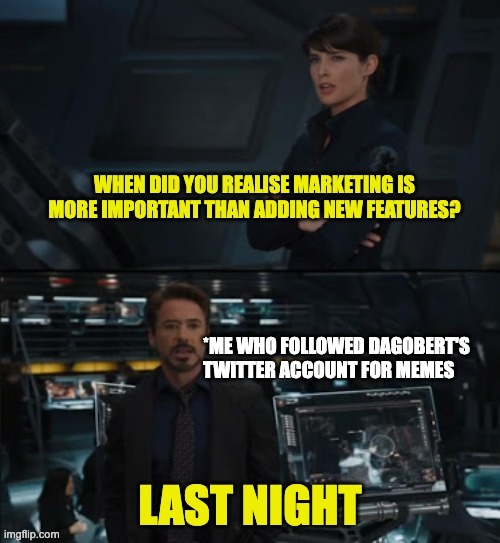 WHEN DID YOU REALISE MARKETING IS
MORE IMPORTANT THAN ADDING NEW FEATURES?
*ME WHO FOLLOWED DAGOBERT'S
TWITTER ACCOUNT FOR MEMES
LAST NIGHT
imgflip.com